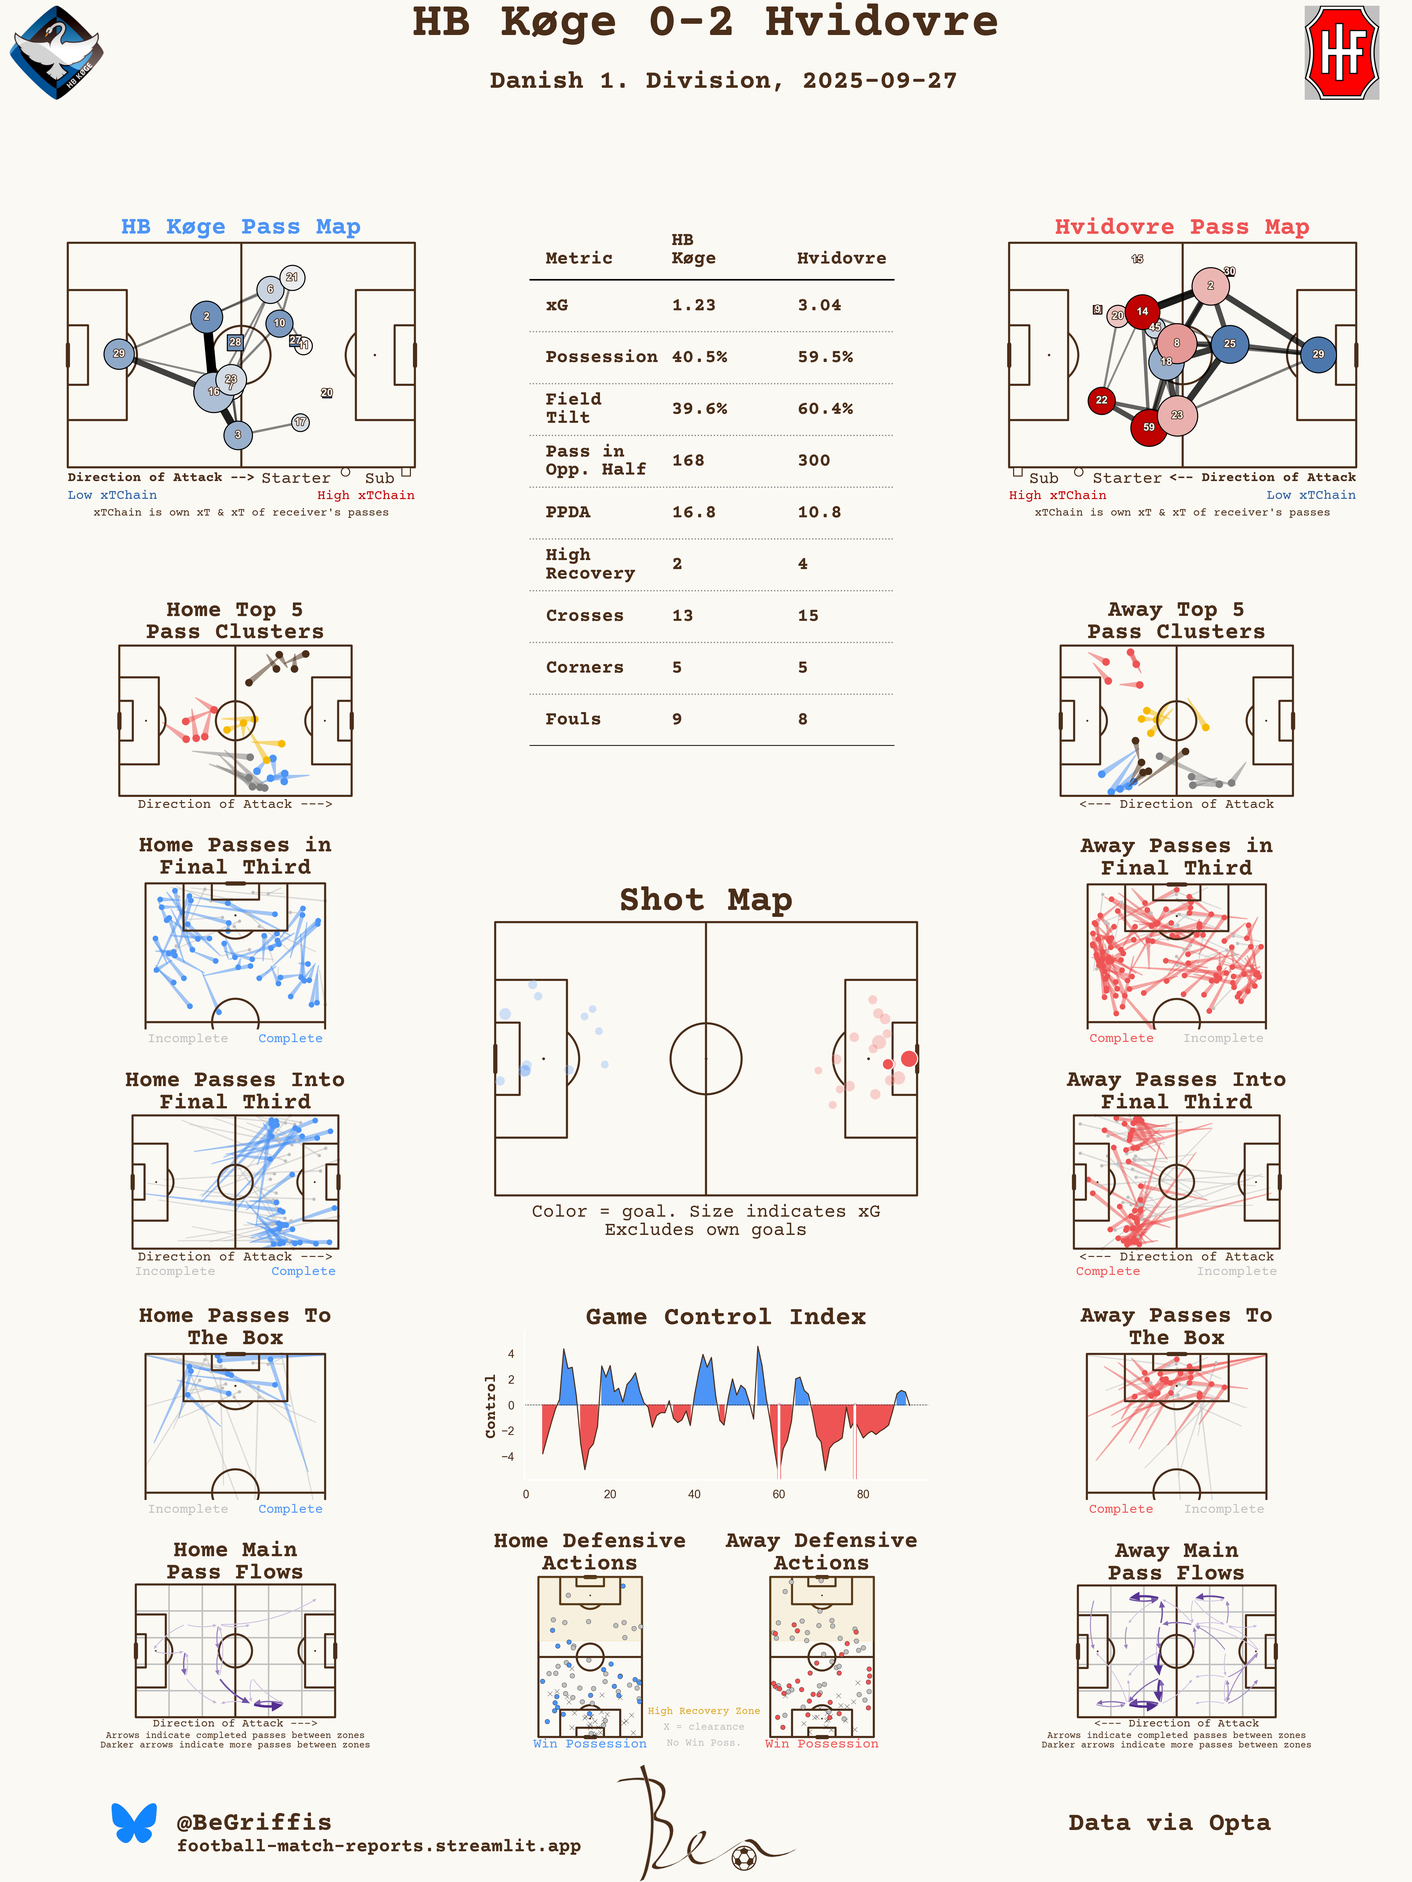 HB Køge 0-2 Hvidovre
Danish 1. Division, 2025-09-27
HB KØGE
HIF
HB Køge Pass Map
6
21
2
10
28
27
11
29
23
7
16
20
17
3
Direction of Attack --> Starter Sub
Low xTChain High xTChain
xTChain is own xT & xT of receiver's passes
Metric HB Køge Hvidovre
xG 1.23 3.04
Possession 40.5% 59.5%
Field Tilt 39.6% 60.4%
Pass in Opp. Half 168 300
PPDA 16.8 10.8
High Recovery 2 4
Crosses 13 15
Corners 5 5
Fouls 9 8
Hvidovre Pass Map
15
30
2
9
20
14
45
8
25
18
29
22
23
59
Sub Starter <-- Direction of Attack
High xTChain Low xTChain
xTChain is own xT & xT of receiver's passes
Home Top 5
Pass Clusters
Direction of Attack --->
Away Top 5
Pass Clusters
<--- Direction of Attack
Home Passes in
Final Third
Incomplete Complete
Away Passes in
Final Third
Complete Incomplete
Shot Map
Color = goal. Size indicates xG
Excludes own goals
Home Passes Into
Final Third
Direction of Attack --->
Incomplete Complete
Away Passes Into
Final Third
<--- Direction of Attack
Complete Incomplete
Home Passes To
The Box
Incomplete Complete
Game Control Index
Control
4
2
0
−2
−4
0 20 40 60 80
Away Passes To
The Box
Complete Incomplete
Home Main
Pass Flows
Direction of Attack --->
Arrows indicate completed passes between zones
Darker arrows indicate more passes between zones
Home Defensive
Actions
Win Possession
High Recovery Zone
X = clearance
No Win Poss.
Away Defensive
Actions
Win Possession
Away Main
Pass Flows
<--- Direction of Attack
Arrows indicate completed passes between zones
Darker arrows indicate more passes between zones
@BeGriffis
football-match-reports.streamlit.app
Ben
Data via Opta